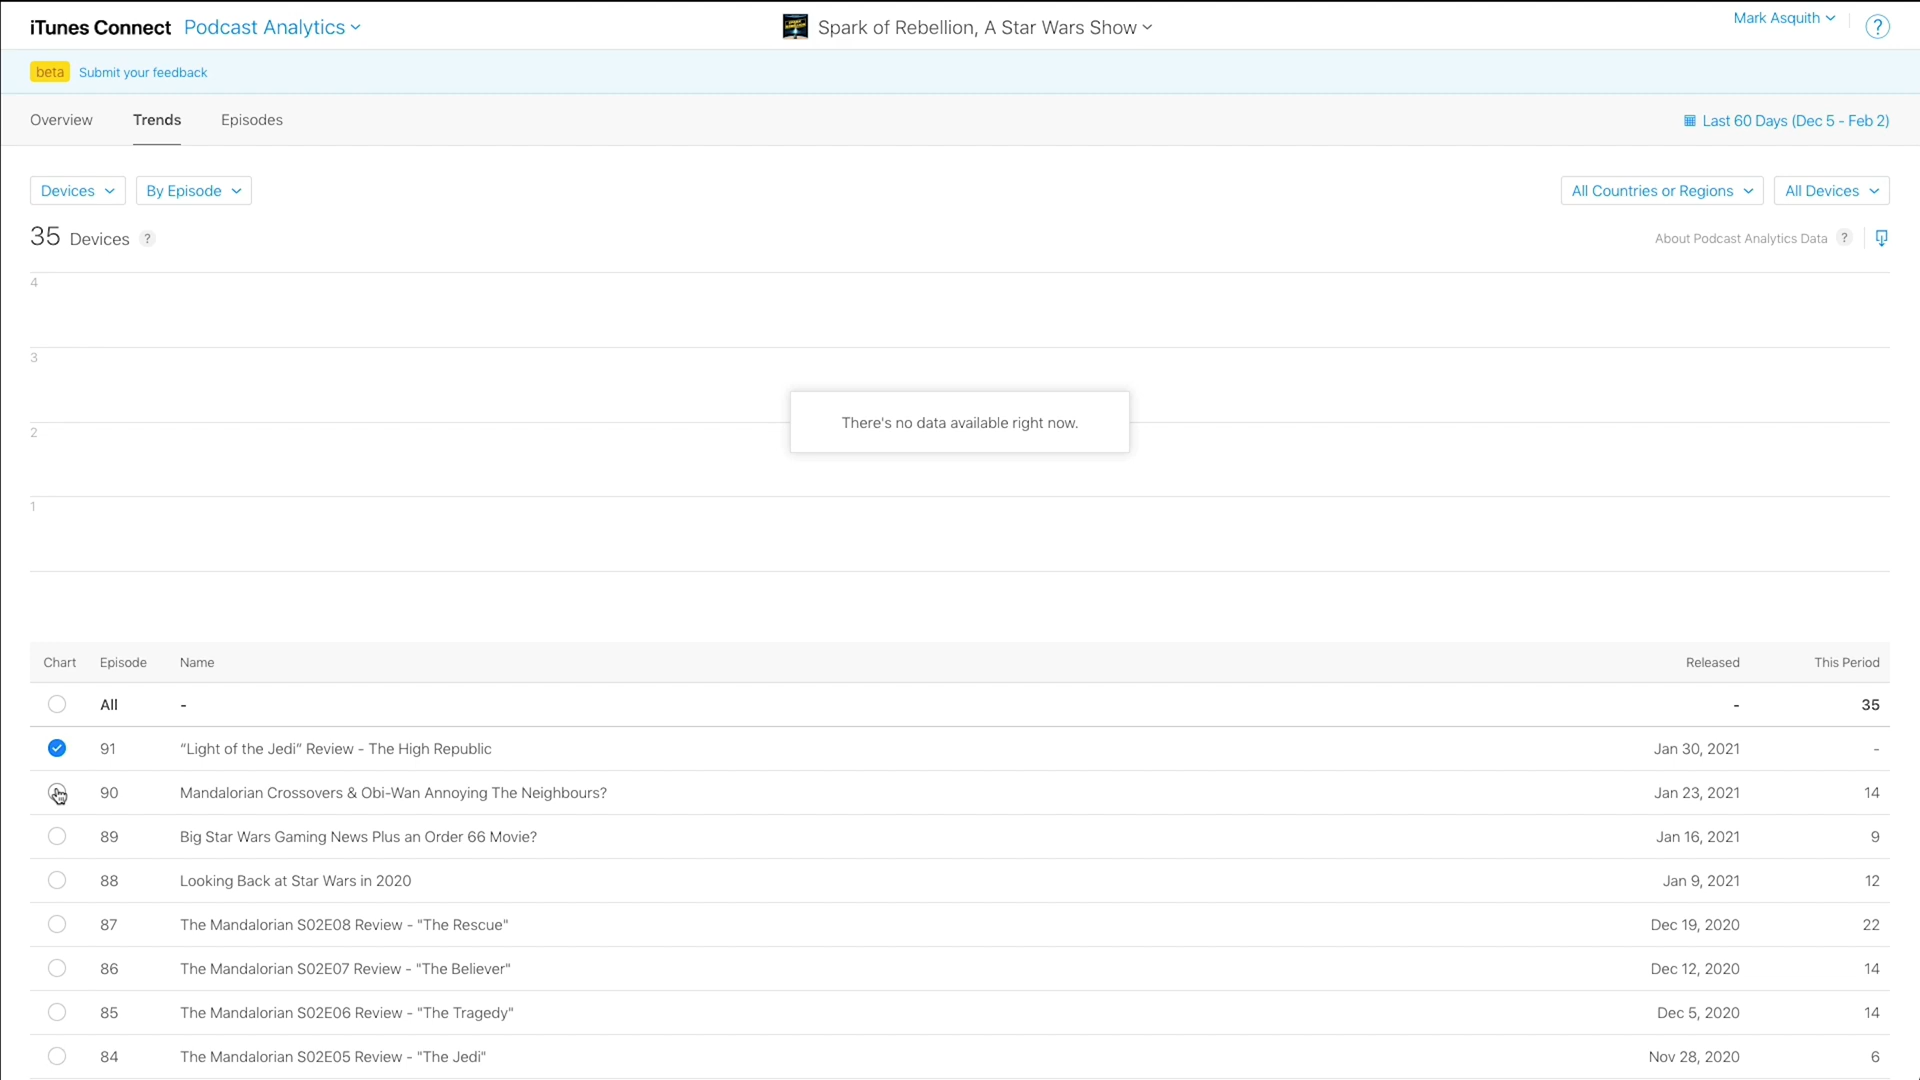 iTunes Connect Podcast Analytics
Spark of Rebellion, A Star Wars Show
Mark Asquith
?
beta Submit your feedback
Overview Trends Episodes
Last 60 Days (Dec 5 - Feb 2)
Devices By Episode
All Countries or Regions All Devices
35 Devices ?
About Podcast Analytics Data ?
4
3
There's no data available right now.
2
1
Chart Episode Name Released This Period
All - - 35
91 “Light of the Jedi” Review - The High Republic Jan 30, 2021 -
90 Mandalorian Crossovers & Obi-Wan Annoying The Neighbours? Jan 23, 2021 14
89 Big Star Wars Gaming News Plus an Order 66 Movie? Jan 16, 2021 9
88 Looking Back at Star Wars in 2020 Jan 9, 2021 12
87 The Mandalorian S02E08 Review - "The Rescue" Dec 19, 2020 22
86 The Mandalorian S02E07 Review - "The Believer" Dec 12, 2020 14
85 The Mandalorian S02E06 Review - "The Tragedy" Dec 5, 2020 14
84 The Mandalorian S02E05 Review - "The Jedi" Nov 28, 2020 6